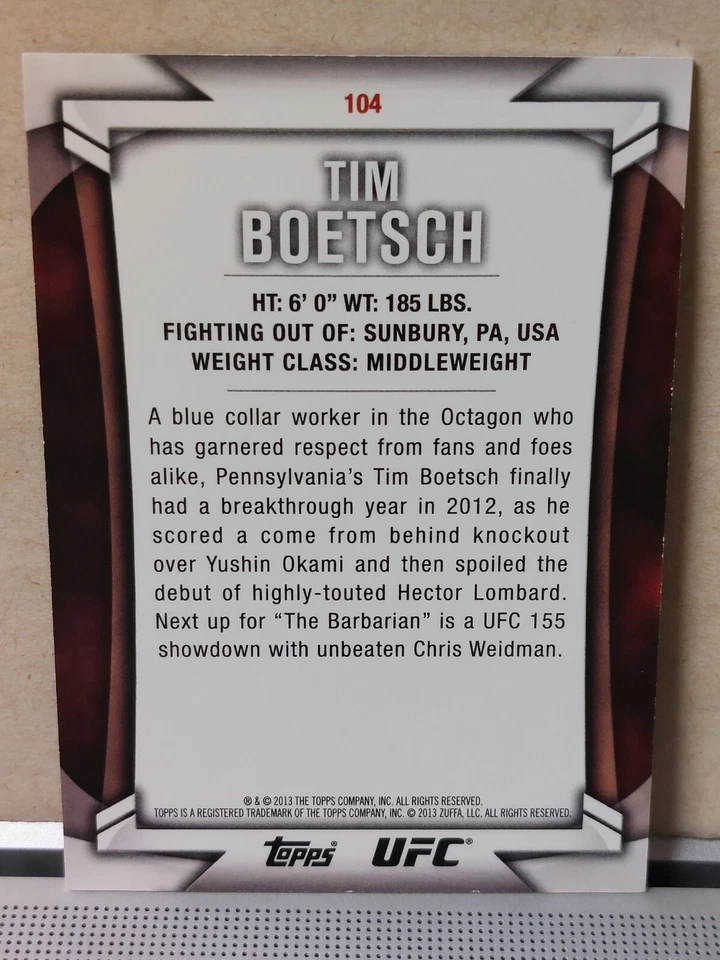 104
TIM
BOETSCH
HT: 6' 0" WT: 185 LBS.
FIGHTING OUT OF: SUNBURY, PA, USA
WEIGHT CLASS: MIDDLEWEIGHT
A blue collar worker in the Octagon who
has garnered respect from fans and foes
alike, Pennsylvania's Tim Boetsch finally
had a breakthrough year in 2012, as he
scored a come from behind knockout
over Yushin Okami and then spoiled the
debut of highly-touted Hector Lombard.
Next up for "The Barbarian" is a UFC 155
showdown with unbeaten Chris Weidman.
® & © 2013 THE TOPPS COMPANY, INC. ALL RIGHTS RESERVED.
TOPPS IS A REGISTERED TRADEMARK OF THE TOPPS COMPANY, INC. © 2013 ZUFFA, LLC. ALL RIGHTS RESERVED.
Topps® UFC®